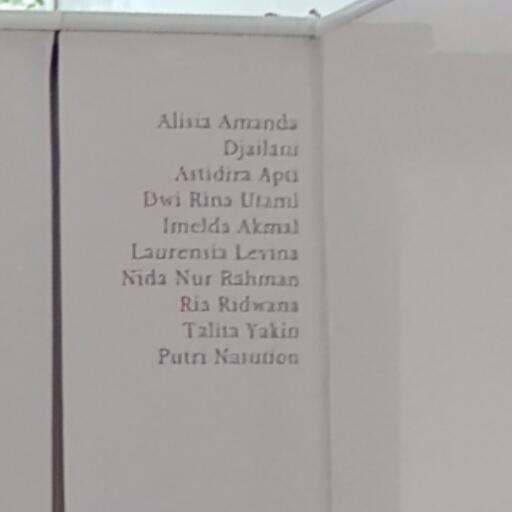 Alisia Amanda
Djailani
Astidira Apti
Dwi Rina Utami
Imelda Akmal
Laurensia Levina
Nida Nur Rahman
Ria Ridwana
Talita Yakin
Putri Nasution